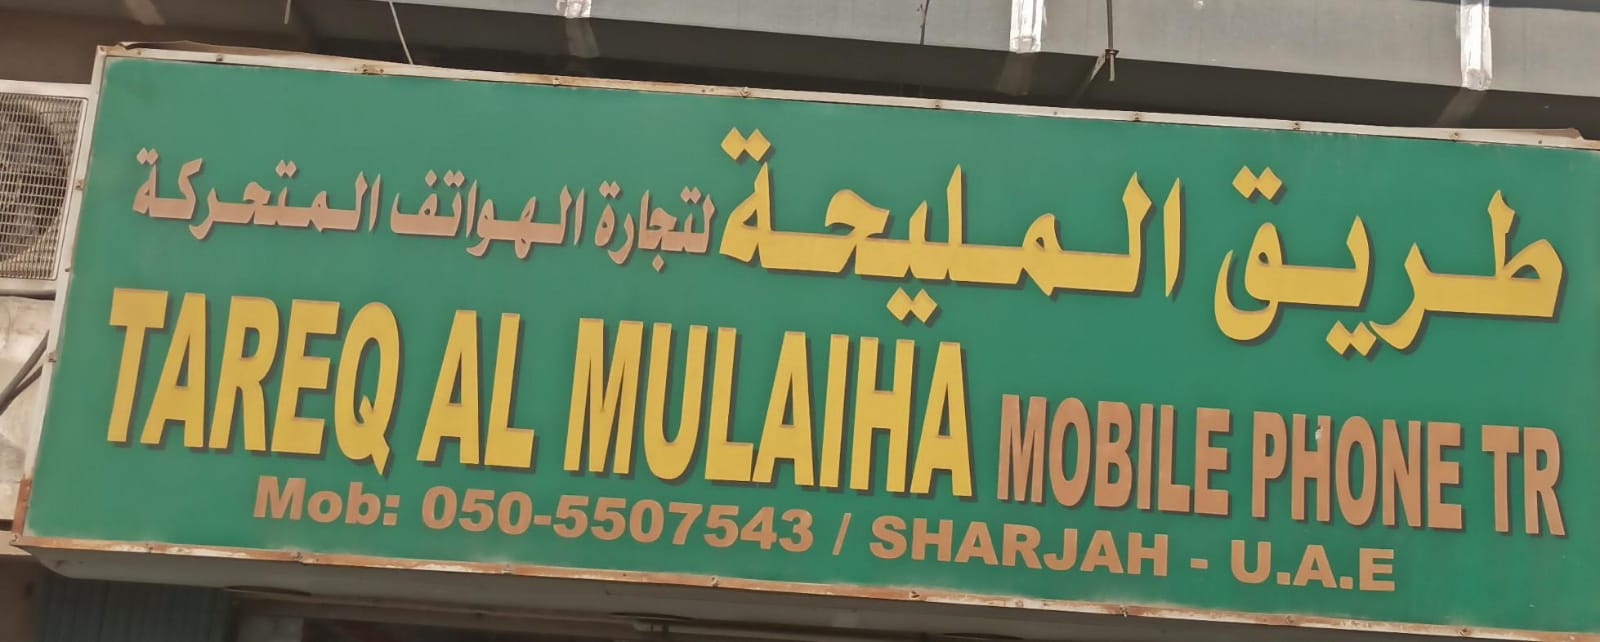 طريق المليحة لتجارة الهواتف المتحركة
TAREQ AL MULAIHA MOBILE PHONE TR
Mob: 050-5507543 / SHARJAH - U.A.E